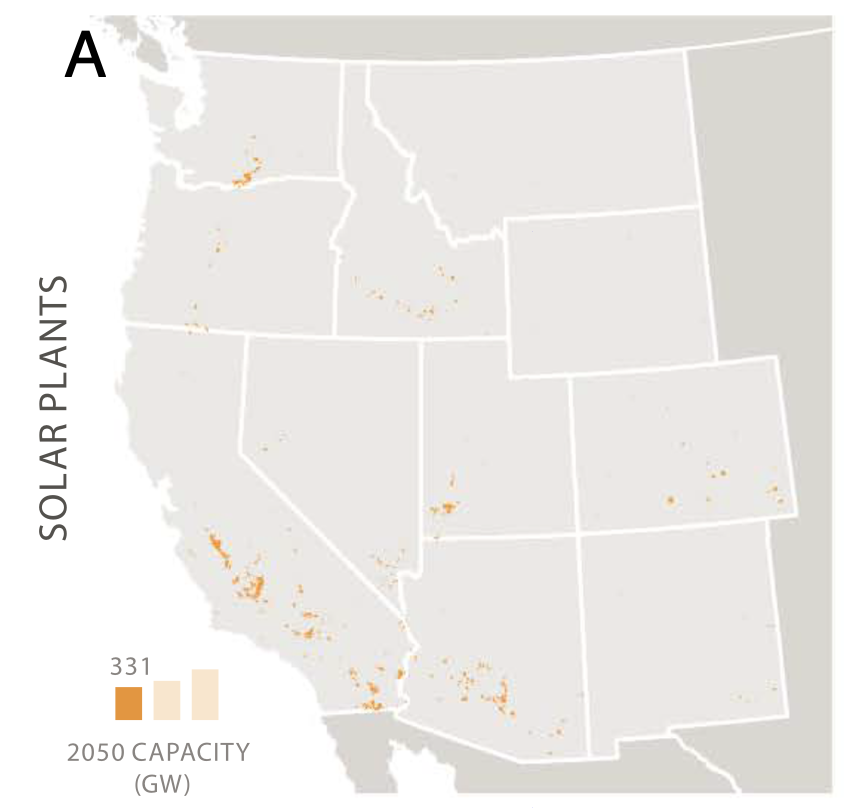 A
SOLAR PLANTS
331
2050 CAPACITY
(GW)